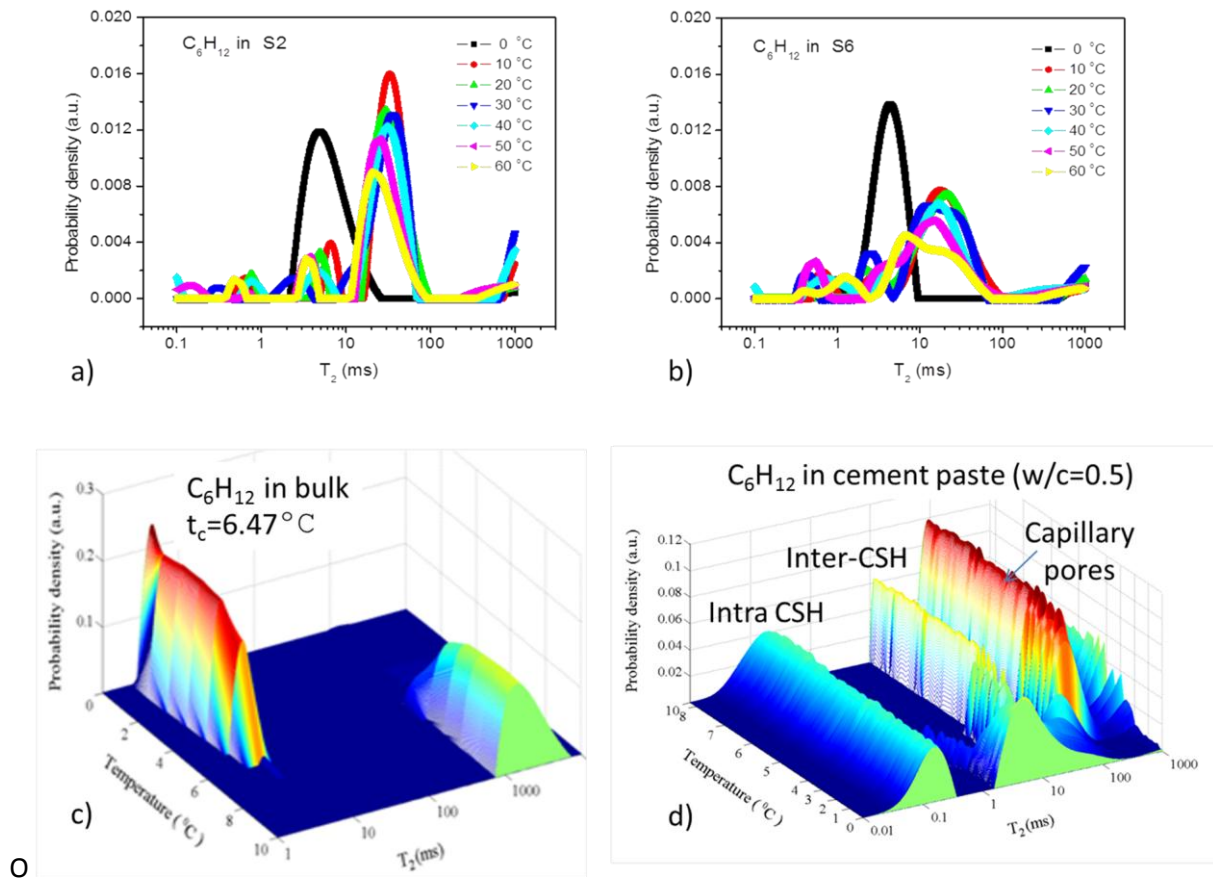 C6H12 in S2
0 °C
10 °C
20 °C
30 °C
40 °C
50 °C
60 °C
Probability density (a.u.)
0.020
0.016
0.012
0.008
0.004
0.000
0.1 1 10 100 1000
T2 (ms)
a)
C6H12 in S6
0 °C
10 °C
20 °C
30 °C
40 °C
50 °C
60 °C
Probability density (a.u.)
0.020
0.016
0.012
0.008
0.004
0.000
0.1 1 10 100 1000
T2 (ms)
b)
C6H12 in bulk
tc=6.47°C
Probability density (a.u.)
0.3
0.2
0.1
0
0 2 4 6 8 10
Temperature (°C)
1 10 100 1000
T2(ms)
c)
C6H12 in cement paste (w/c=0.5)
Capillary
pores
Inter-CSH
Intra CSH
Probability density (a.u.)
0.12
0.1
0.08
0.06
0.04
0.02
10 8 7 6 5 4 3 2 1 0
Temperature (°C)
0.01 0.1 1 10 100 1000
T2(ms)
d)
O